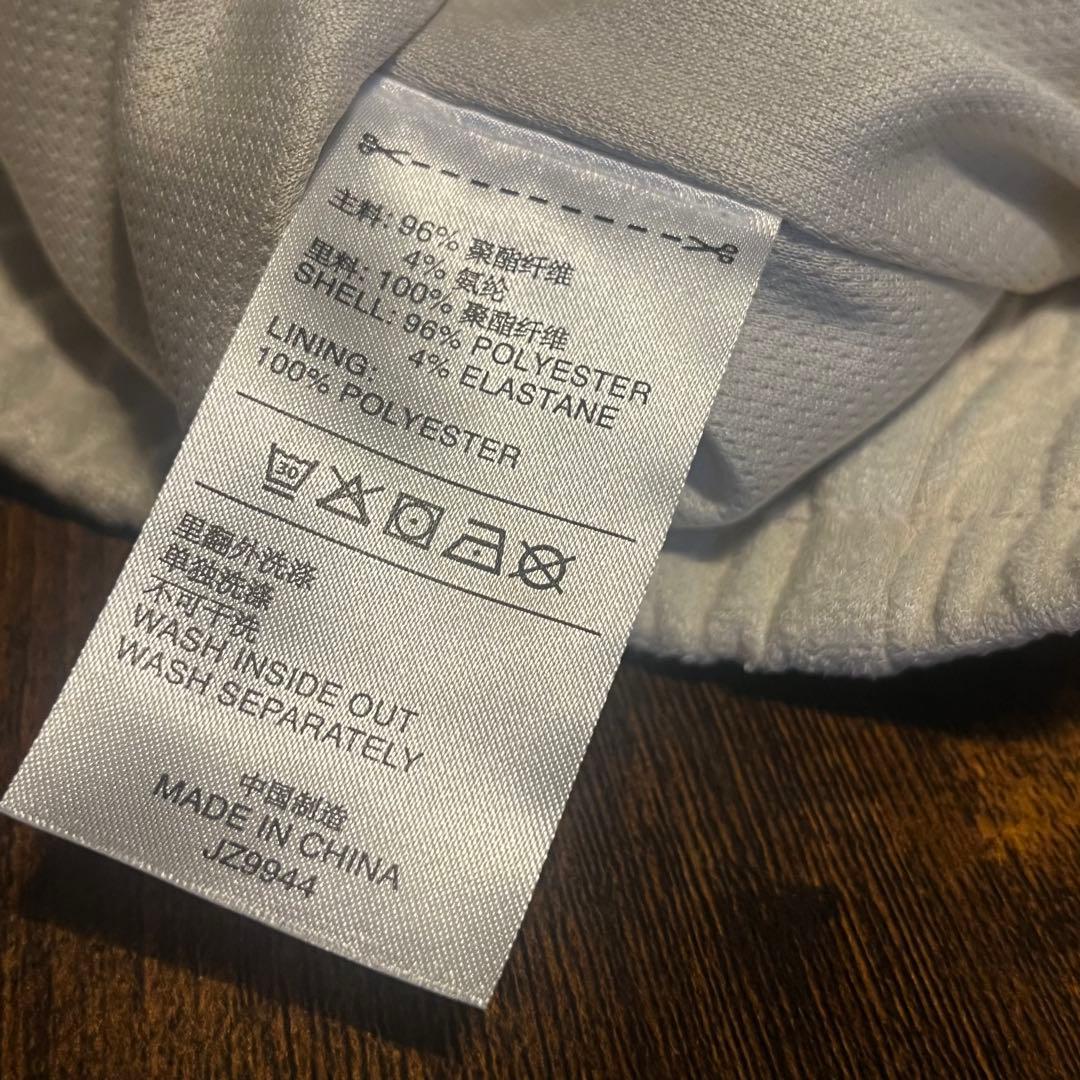 主料: 96% 聚酯纤维
4% 氨纶
里料: 100% 聚酯纤维
SHELL: 96% POLYESTER
4% ELASTANE
LINING:
100% POLYESTER
30
里翻外洗涤
单独洗涤
不可干洗
WASH INSIDE OUT
WASH SEPARATELY
中国制造
MADE IN CHINA
JZ9944